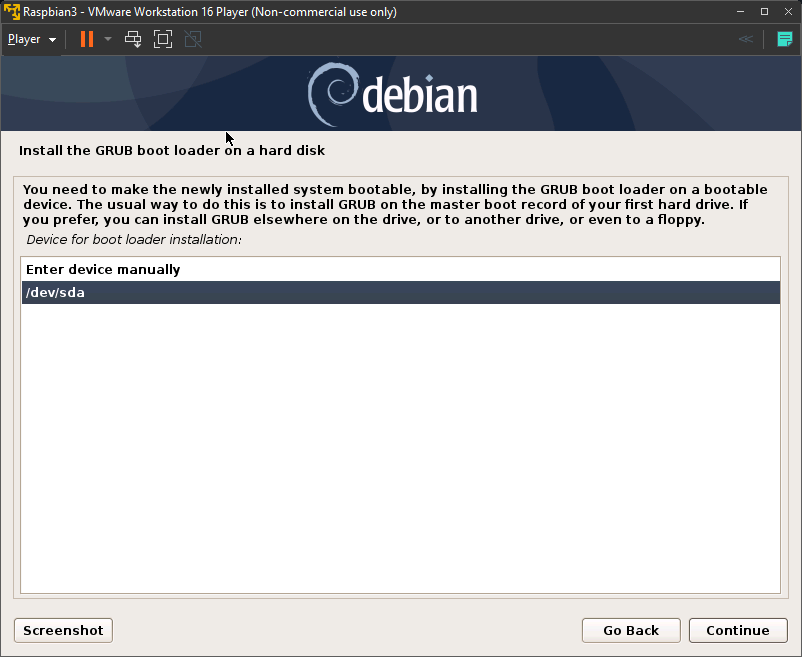 Raspbian3 - VMware Workstation 16 Player (Non-commercial use only)
Player
debian
Install the GRUB boot loader on a hard disk
You need to make the newly installed system bootable, by installing the GRUB boot loader on a bootable
device. The usual way to do this is to install GRUB on the master boot record of your first hard drive. If
you prefer, you can install GRUB elsewhere on the drive, or to another drive, or even to a floppy.
Device for boot loader installation:
Enter device manually
/dev/sda
Screenshot
Go Back
Continue